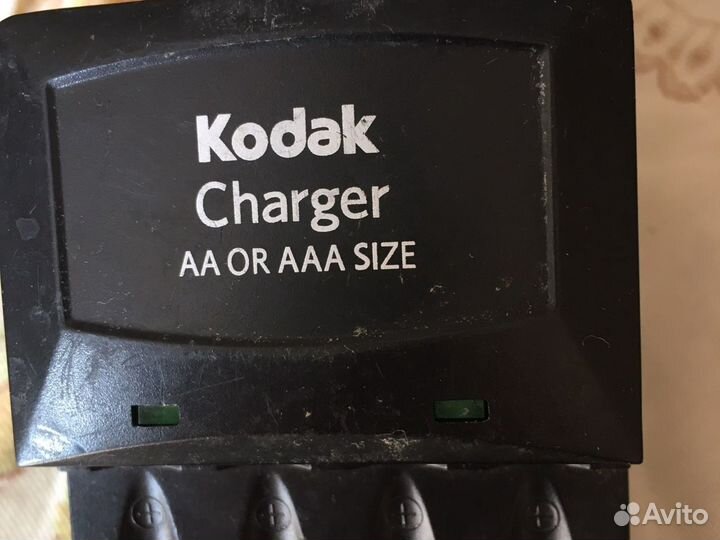 Kodak
Charger
AA OR AAA SIZE
Avito